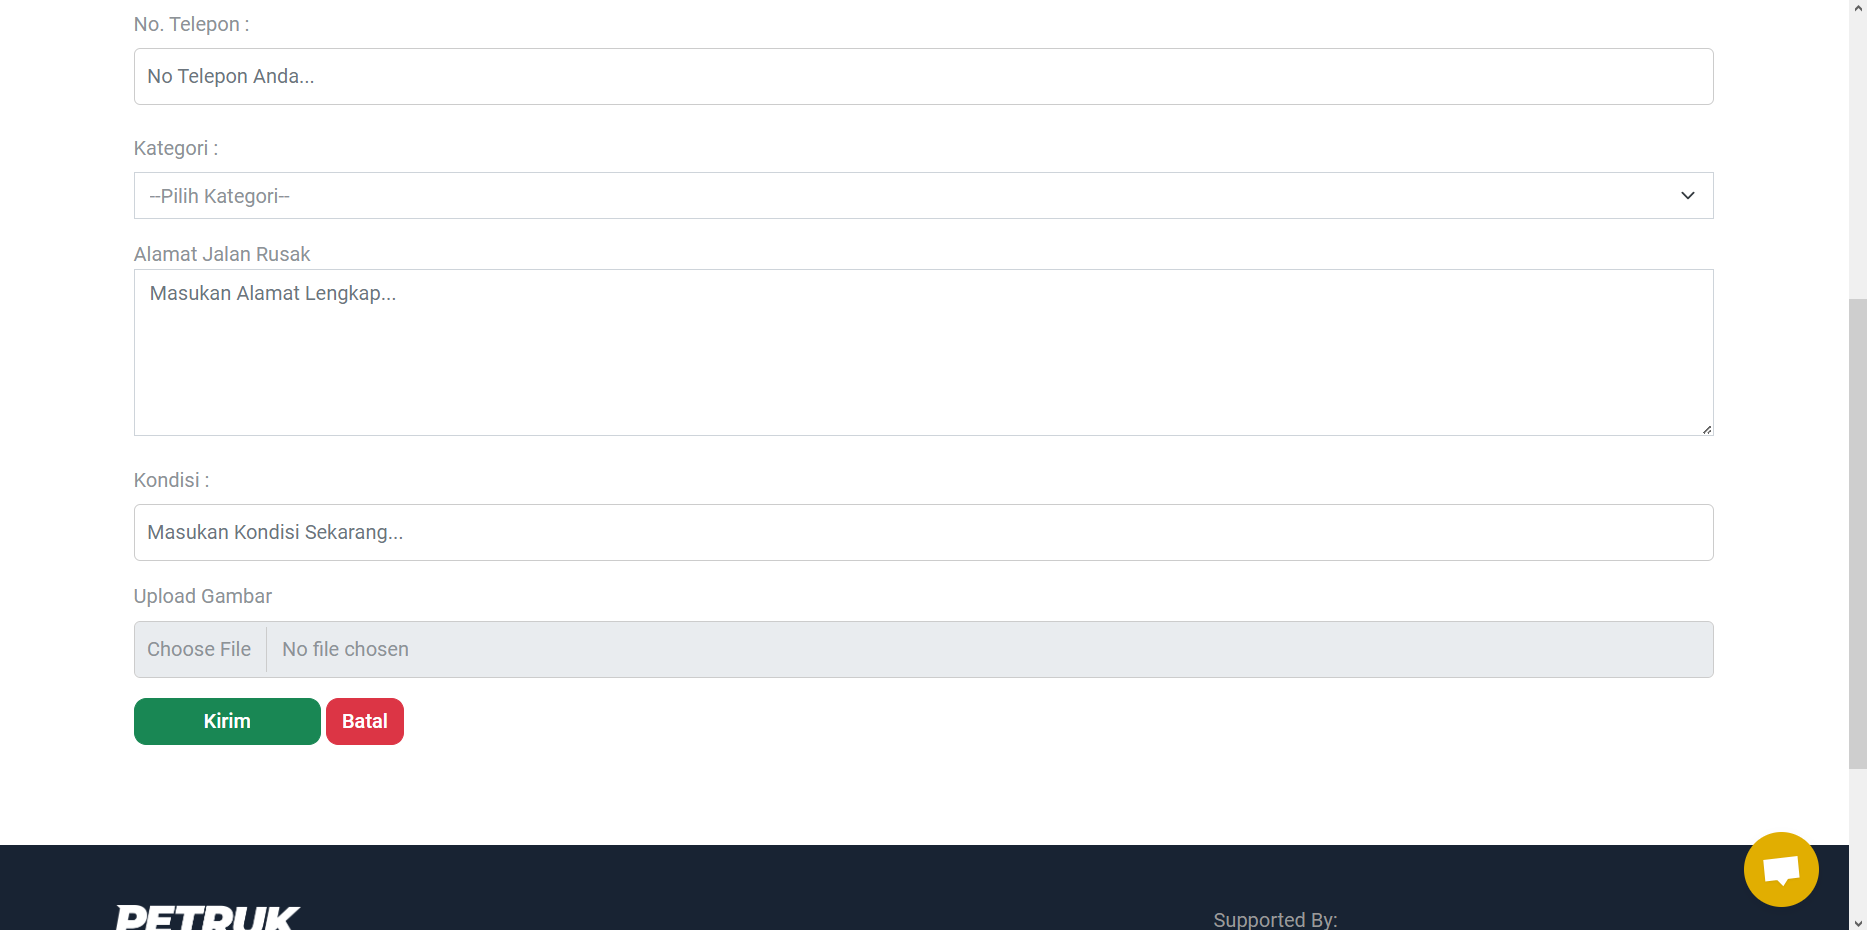 No. Telepon :
No Telepon Anda...
Kategori :
--Pilih Kategori--
Alamat Jalan Rusak
Masukan Alamat Lengkap...
Kondisi :
Masukan Kondisi Sekarang...
Upload Gambar
Choose File No file chosen
Kirim Batal
PETRUK
Supported By: